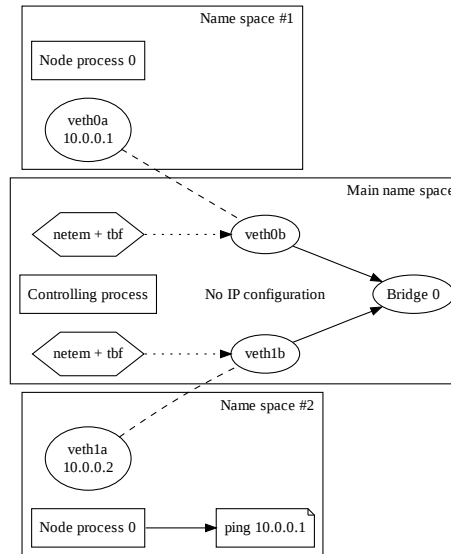 Name space #1
Node process 0
veth0a
10.0.0.1
Main name space
netem + tbf
veth0b
Controlling process
No IP configuration
Bridge 0
netem + tbf
veth1b
Name space #2
veth1a
10.0.0.2
Node process 0
ping 10.0.0.1